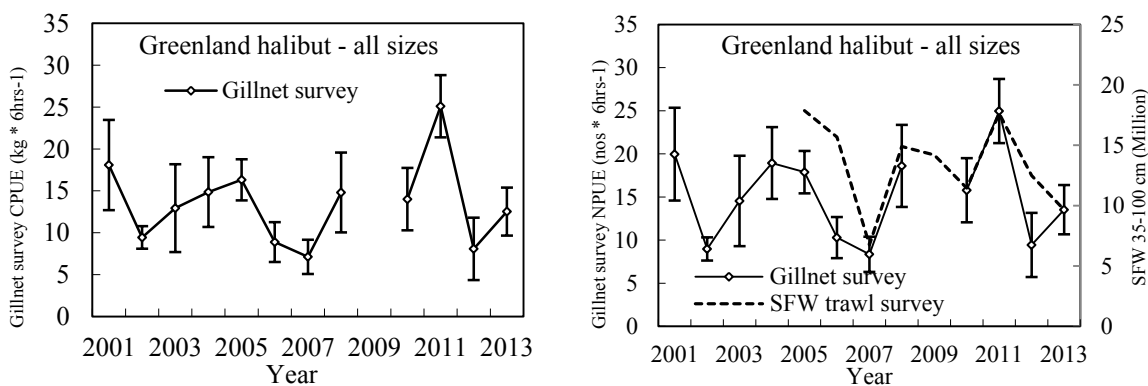 Greenland halibut - all sizes
Gillnet survey
Gillnet survey CPUE (kg * 6hrs-1)
35
30
25
20
15
10
5
0
2001 2003 2005 2007 2009 2011 2013
Year
Greenland halibut - all sizes
Gillnet survey NPUE (nos * 6hrs-1)
35
30
25
20
15
10
5
0
Gillnet survey
SFW trawl survey
2001 2003 2005 2007 2009 2011 2013
Year
25
20
15
10
5
0
SFW 35-100 cm (Million)